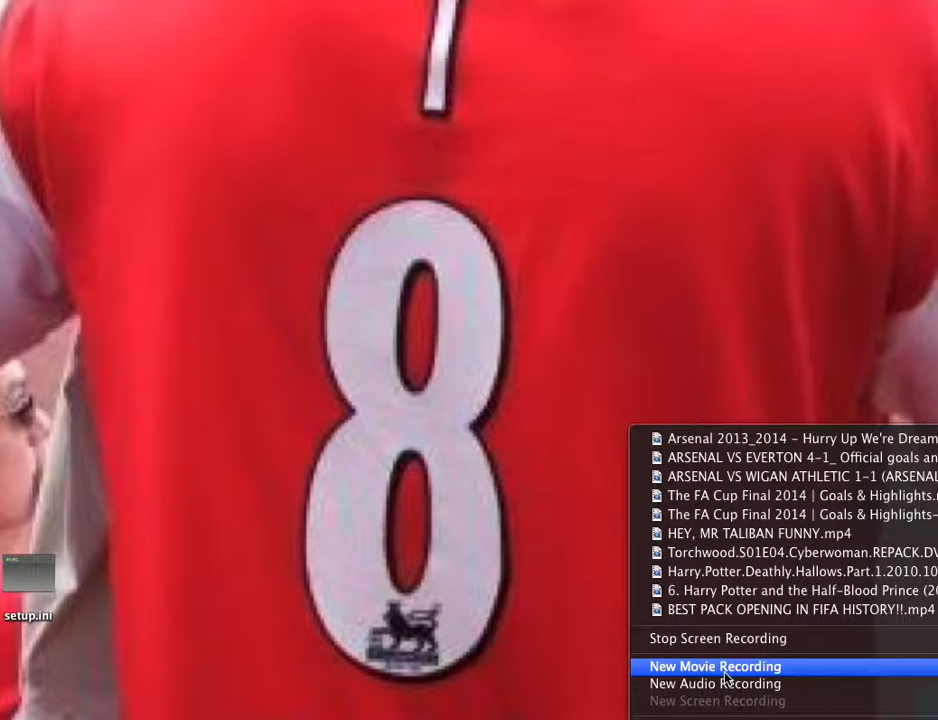 8
Arsenal 2013_2014 - Hurry Up We're Dream
ARSENAL VS EVERTON 4-1_ Official goals an
ARSENAL VS WIGAN ATHLETIC 1-1 (ARSENAL
The FA Cup Final 2014 | Goals & Highlights.
The FA Cup Final 2014 | Goals & Highlights-
HEY, MR TALIBAN FUNNY.mp4
Torchwood.S01E04.Cyberwoman.REPACK.DV
Harry.Potter.Deathly.Hallows.Part.1.2010.10
6. Harry Potter and the Half-Blood Prince (20
setup.ini
BEST PACK OPENING IN FIFA HISTORY!!.mp4
Stop Screen Recording
New Movie Recording
New Audio Recording
New Screen Recording